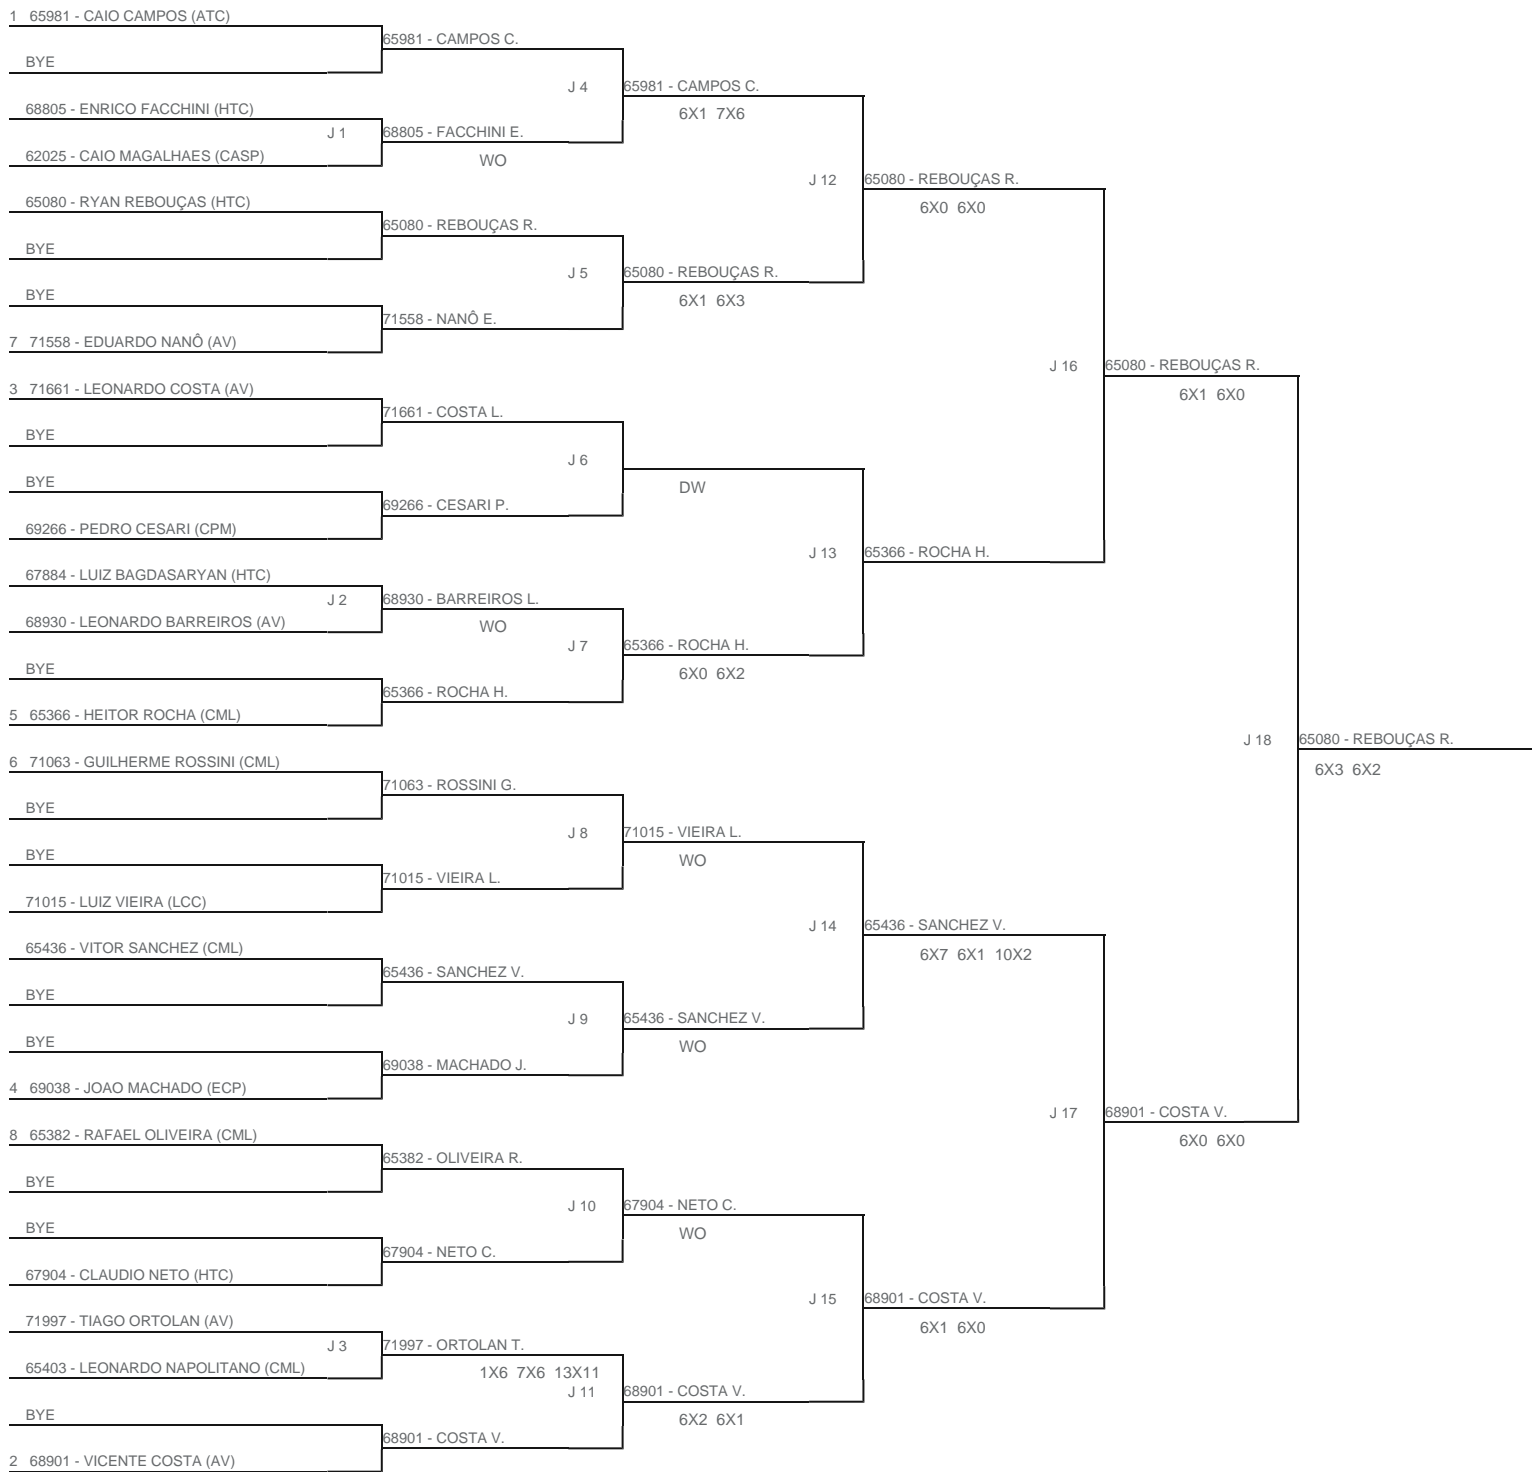 1 65981 - CAIO CAMPOS (ATC)
65981 - CAMPOS C.
BYE
J 4 65981 - CAMPOS C.
68805 - ENRICO FACCHINI (HTC)
6X1 7X6
J 1 68805 - FACCHINI E.
62025 - CAIO MAGALHAES (CASP)
WO
J 12 65080 - REBOUÇAS R.
65080 - RYAN REBOUÇAS (HTC)
6X0 6X0
65080 - REBOUÇAS R.
BYE
J 5 65080 - REBOUÇAS R.
BYE
6X1 6X3
71558 - NANÔ E.
7 71558 - EDUARDO NANÔ (AV)
J 16 65080 - REBOUÇAS R.
3 71661 - LEONARDO COSTA (AV)
6X1 6X0
71661 - COSTA L.
BYE
J 6
BYE
DW
69266 - CESARI P.
69266 - PEDRO CESARI (CPM)
J 13 65366 - ROCHA H.
67884 - LUIZ BAGDASARYAN (HTC)
J 2 68930 - BARREIROS L.
68930 - LEONARDO BARREIROS (AV)
WO
J 7 65366 - ROCHA H.
BYE
6X0 6X2
65366 - ROCHA H.
5 65366 - HEITOR ROCHA (CML)
J 18 65080 - REBOUÇAS R.
6 71063 - GUILHERME ROSSINI (CML)
6X3 6X2
71063 - ROSSINI G.
BYE
J 8 71015 - VIEIRA L.
BYE
WO
71015 - VIEIRA L.
71015 - LUIZ VIEIRA (LCC)
J 14 65436 - SANCHEZ V.
65436 - VITOR SANCHEZ (CML)
6X7 6X1 10X2
65436 - SANCHEZ V.
BYE
J 9 65436 - SANCHEZ V.
BYE
WO
69038 - MACHADO J.
4 69038 - JOAO MACHADO (ECP)
J 17 68901 - COSTA V.
8 65382 - RAFAEL OLIVEIRA (CML)
6X0 6X0
65382 - OLIVEIRA R.
BYE
J 10 67904 - NETO C.
BYE
WO
67904 - NETO C.
67904 - CLAUDIO NETO (HTC)
J 15 68901 - COSTA V.
71997 - TIAGO ORTOLAN (AV)
6X1 6X0
J 3 71997 - ORTOLAN T.
65403 - LEONARDO NAPOLITANO (CML)
1X6 7X6 13X11
J 11 68901 - COSTA V.
BYE
6X2 6X1
68901 - COSTA V.
2 68901 - VICENTE COSTA (AV)